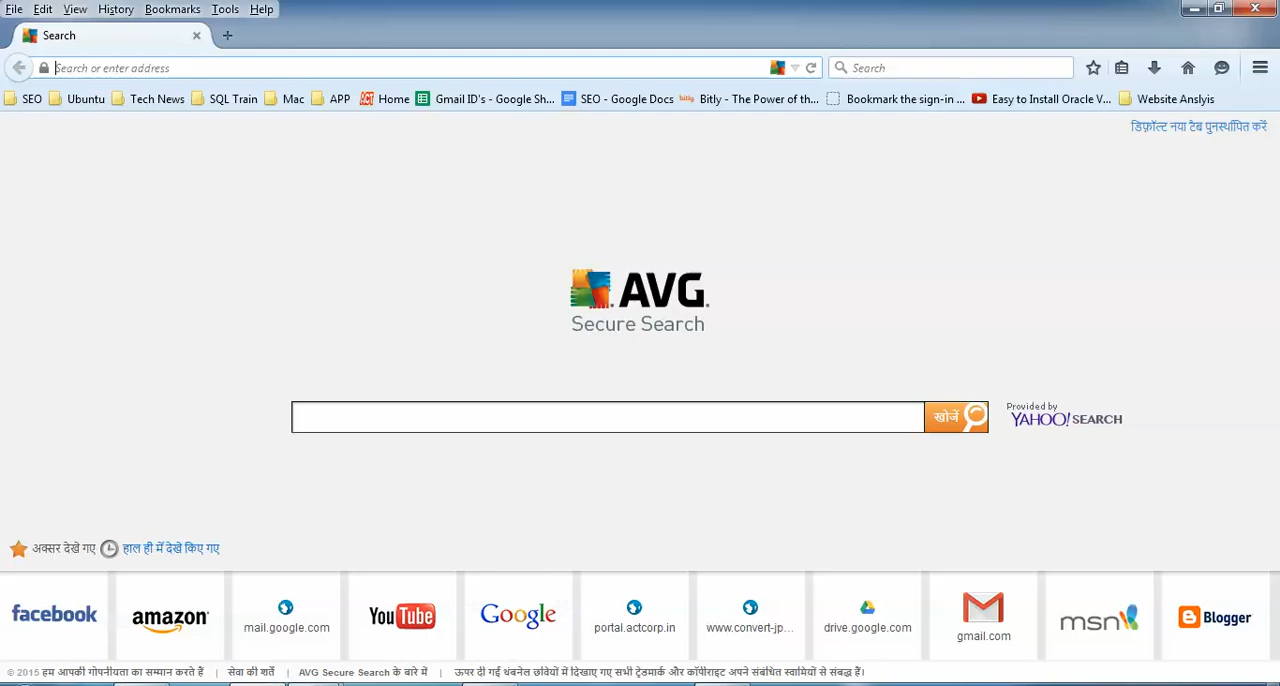 File Edit View History Bookmarks Tools Help
Search
Search or enter address
Search
SEO Ubuntu Tech News SQL Train Mac APP Home Gmail ID's - Google Sh... SEO - Google Docs bitly Bitly - The Power of th... Bookmark the sign-in ... Easy to Install Oracle V... Website Anslyis
डिफ़ॉल्ट नया टैब पुनर्स्थापित करें
AVG.
Secure Search
खोजें
Provided by
YAHOO! SEARCH
अक्सर देखे गए हाल ही में देखे किए गए
facebook
amazon
mail.google.com
YouTube
Google
portal.actcorp.in
www.convert-jp...
drive.google.com
gmail.com
msn
Blogger
© 2015 हम आपकी गोपनीयता का सम्मान करते हैं | सेवा की शर्तें | AVG Secure Search के बारे में | ऊपर दी गई थंबनेल छवियों में दिखाए गए सभी ट्रेडमार्क और कॉपीराइट अपने संबंधित स्वामियों से संबद्ध हैं।